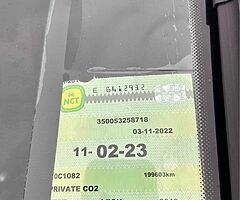 E 6412932
NCT
350053258718
03-11-2022
11- 02-23
0C1082
199603km
PRIVATE CO2